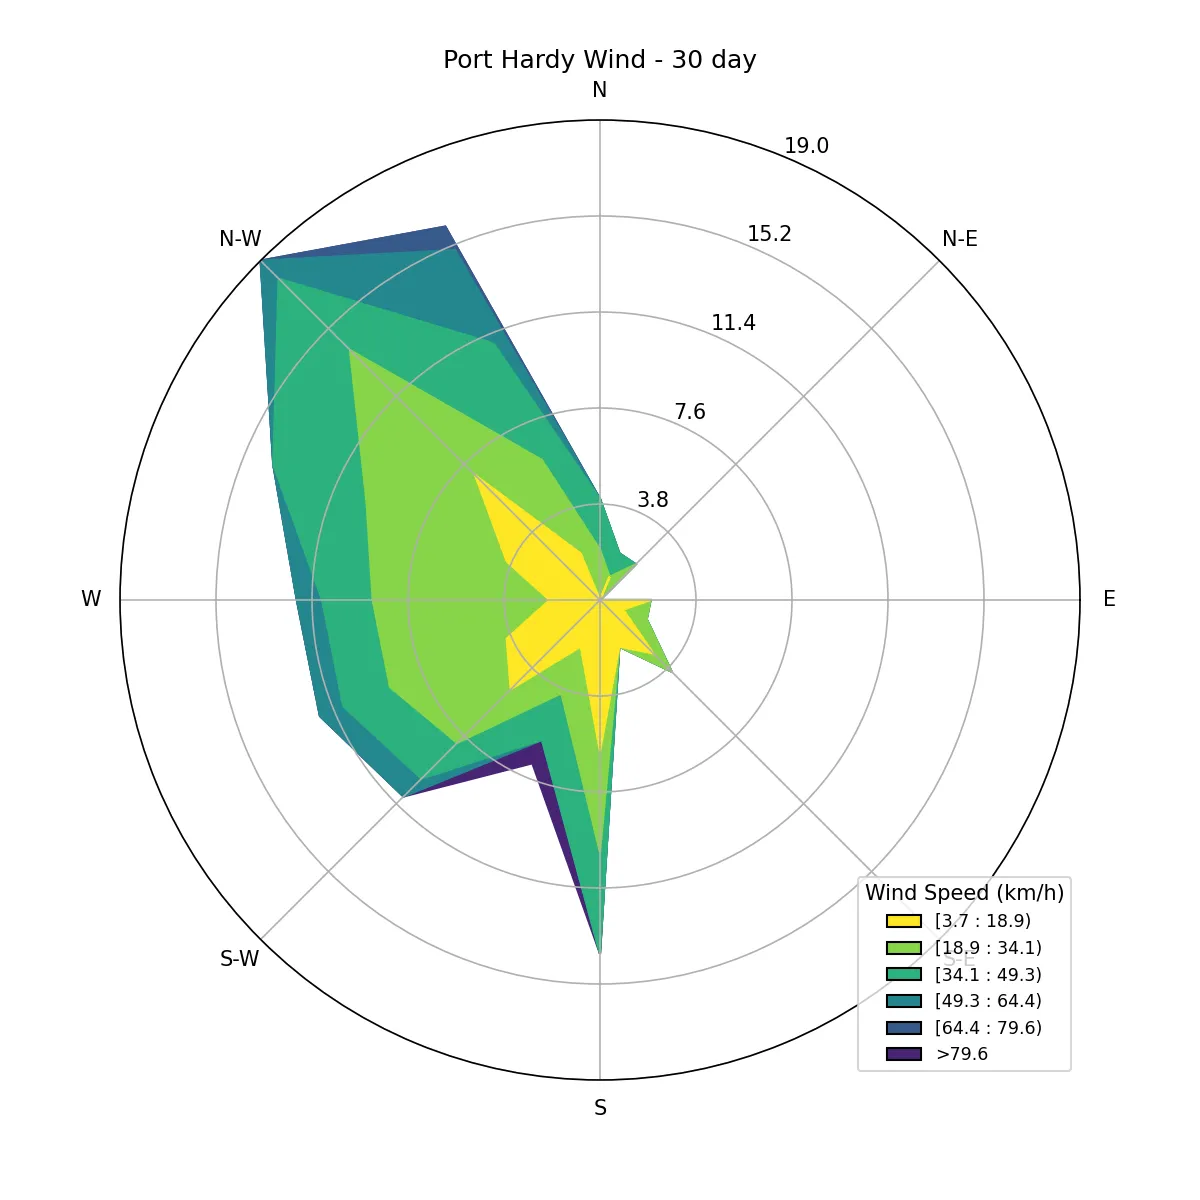 Port Hardy Wind - 30 day
N
19.0
15.2
N-W
N-E
11.4
7.6
3.8
W
E
Wind Speed (km/h)
[3.7 : 18.9)
[18.9 : 34.1)
S-W
S-E
[34.1 : 49.3)
[49.3 : 64.4)
[64.4 : 79.6)
>79.6
S